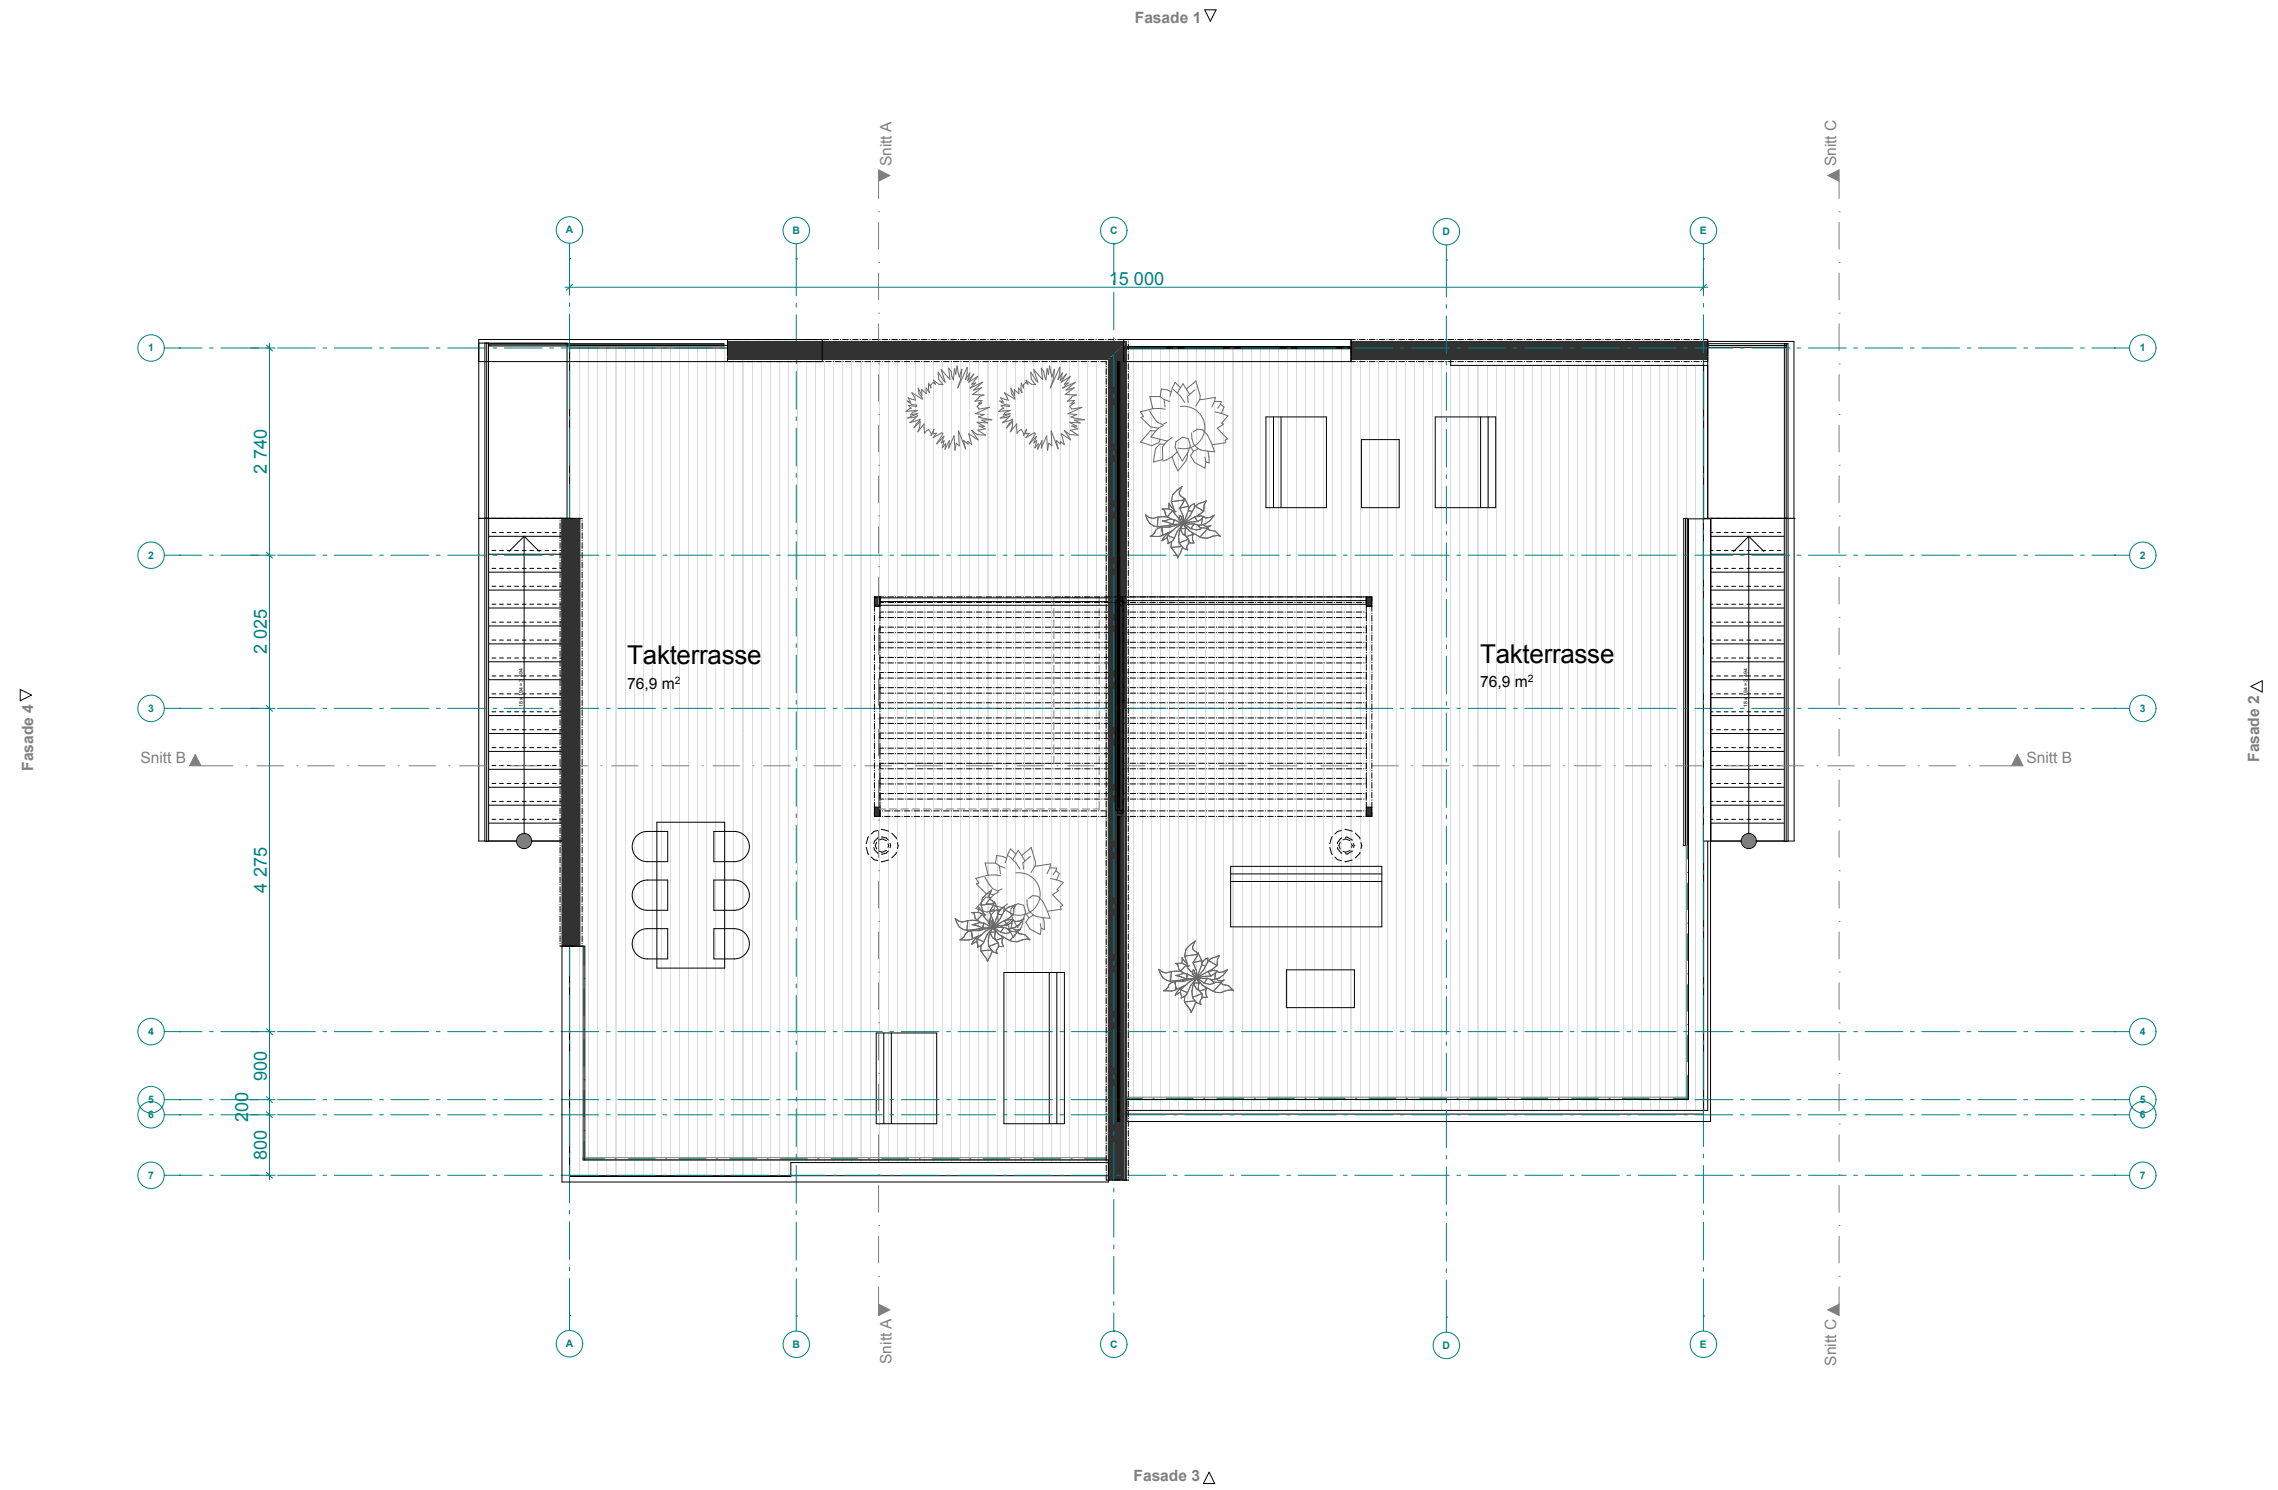 Fasade 1
Snitt A
Snitt C
A
B
C
D
E
15 000
1
1
2 740
2
2
2 025
Takterrasse
76,9 m²
Takterrasse
76,9 m²
3
3
Fasade 4
Fasade 2
Snitt B
Snitt B
4 275
4
4
900
5
5
200
6
6
800
7
7
A
B
C
D
E
Snitt A
Snitt C
Fasade 3